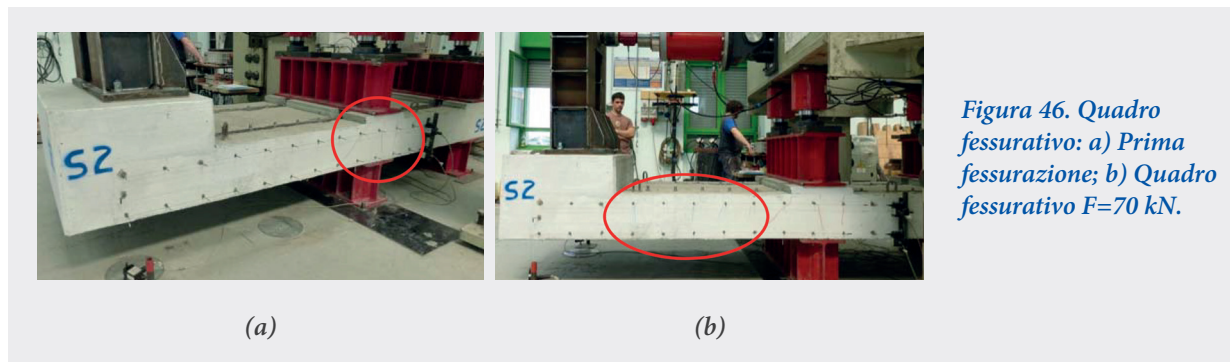 S2
S2
S2
Figura 46. Quadro
fessurativo: a) Prima
fessurazione; b) Quadro
fessurativo F=70 kN.
(a)
(b)